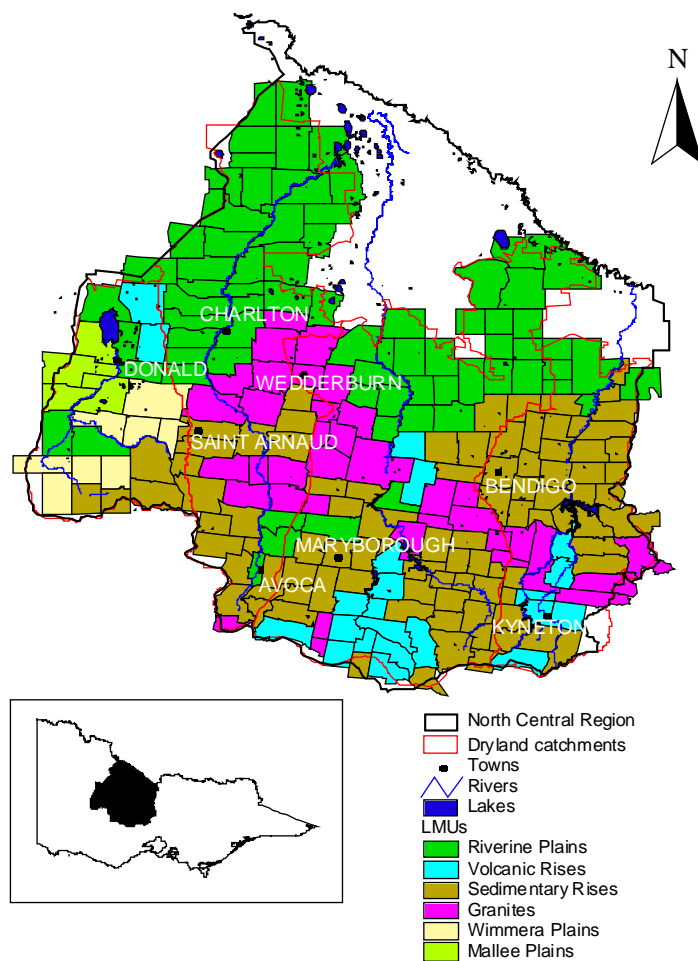 N
CHARLTON
DONALD
WEDDERBURN
SAINT ARNAUD
BENDIGO
MARYBOROUGH
AVOCA
KYNETON
North Central Region
Dryland catchments
Towns
Rivers
Lakes
LMUs
Riverine Plains
Volcanic Rises
Sedimentary Rises
Granites
Wimmera Plains
Mallee Plains